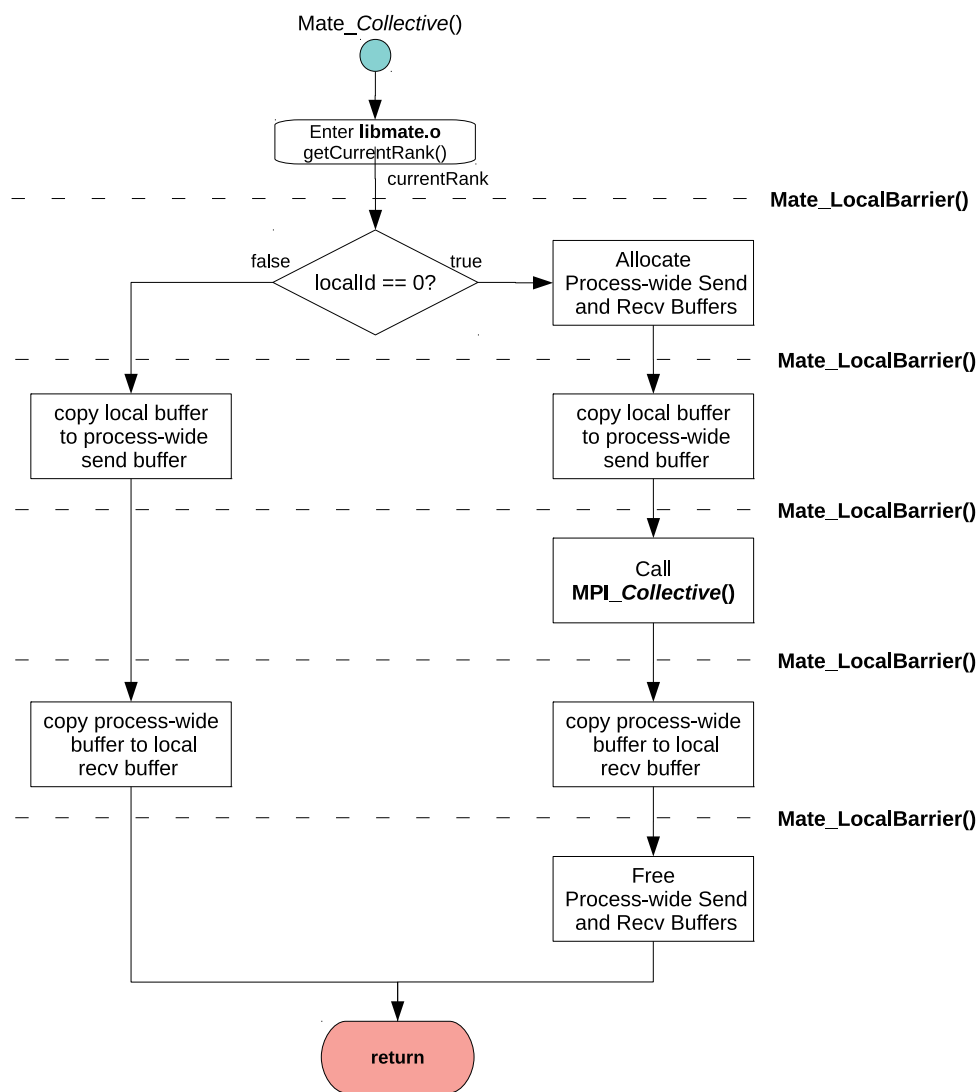 Mate_Collective()
Enter libmate.o
getCurrentRank()
currentRank
Mate_LocalBarrier()
false
localId == 0?
true
Allocate
Process-wide Send
and Recv Buffers
Mate_LocalBarrier()
copy local buffer
to process-wide
send buffer
copy local buffer
to process-wide
send buffer
Mate_LocalBarrier()
Call
MPI_Collective()
Mate_LocalBarrier()
copy process-wide
buffer to local
recv buffer
copy process-wide
buffer to local
recv buffer
Mate_LocalBarrier()
Free
Process-wide Send
and Recv Buffers
return